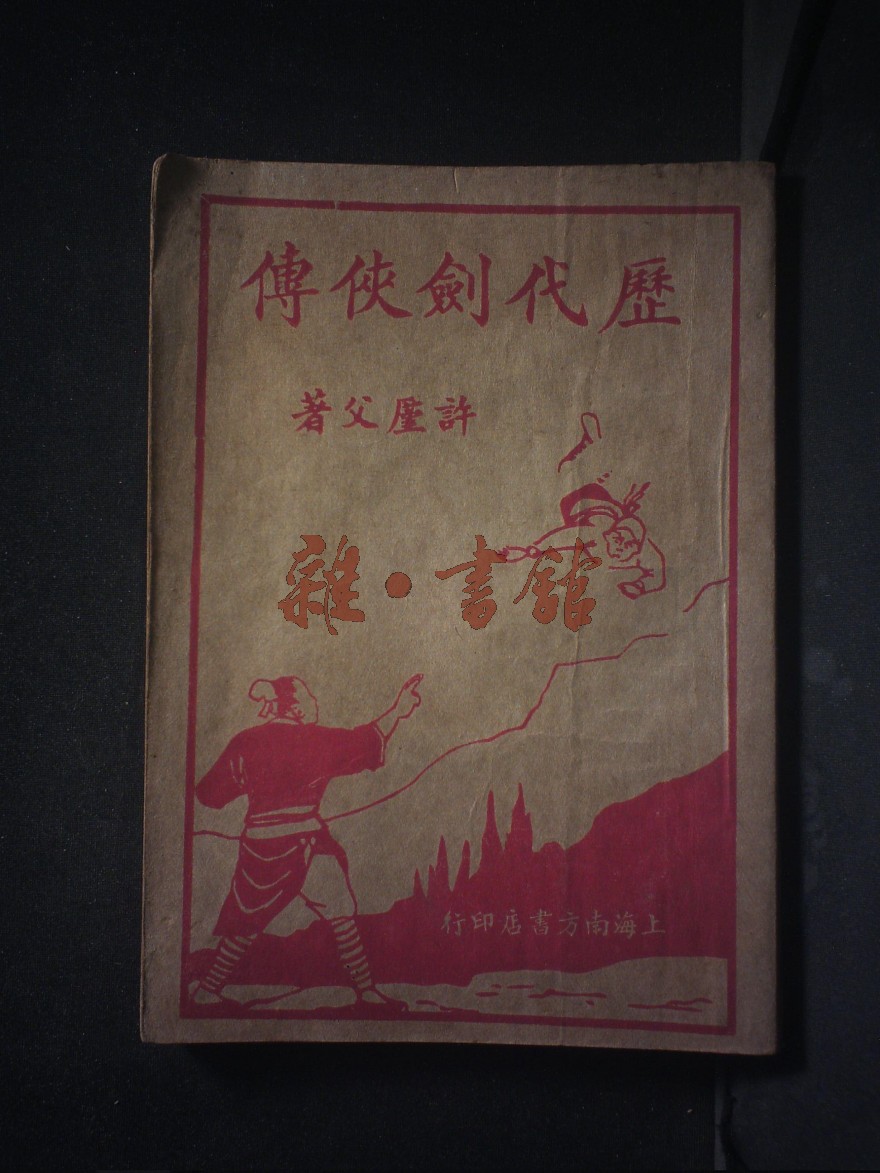 歷代劍俠傳
許廑父著
雜·書館
上海南方書店印行